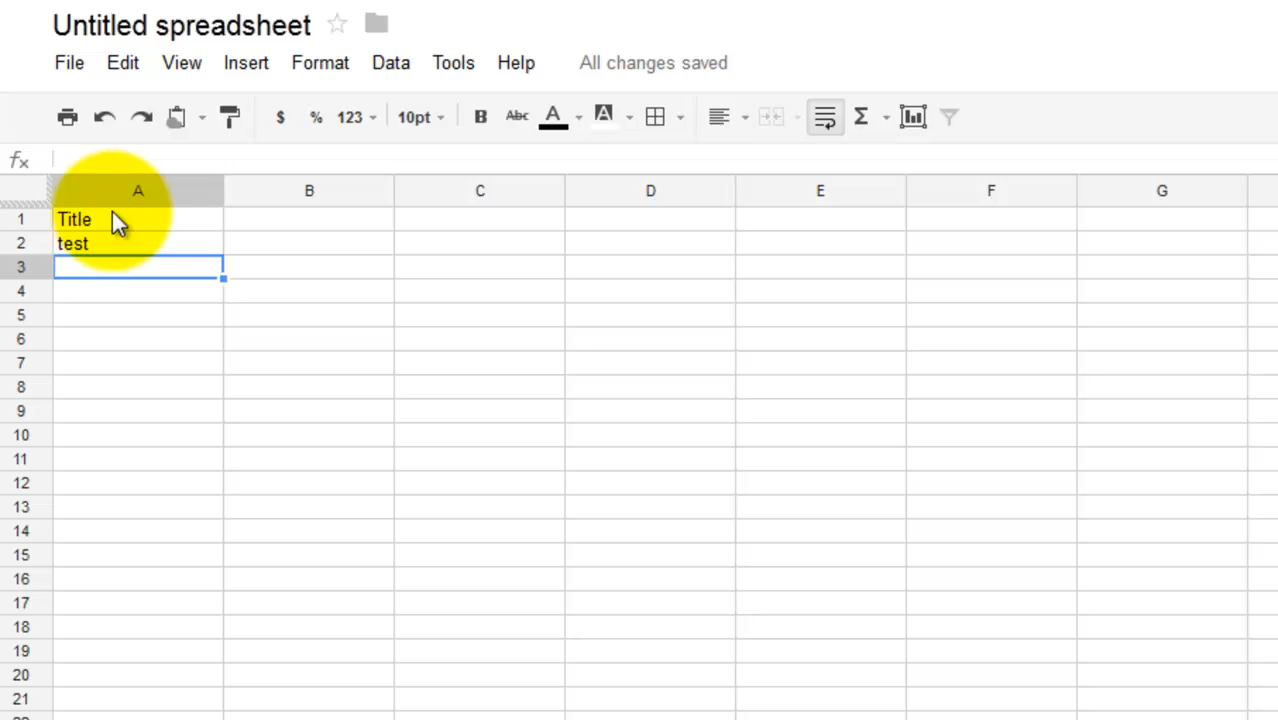 Untitled spreadsheet
File Edit View Insert Format Data Tools Help All changes saved
$ % 123 10pt B Abc A A Σ
fx
A B C D E F G
1 Title
2 test
3
4
5
6
7
8
9
10
11
12
13
14
15
16
17
18
19
20
21